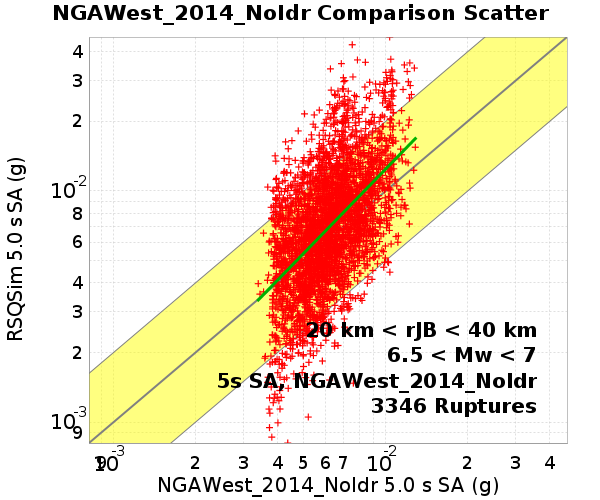 NGAWest_2014_NoIdr Comparison Scatter
4
3
2
10-2
8
6
4
3
2
10-3
9
RSQSim 5.0 s SA (g)
20 km < rJB < 40 km
6.5 < Mw < 7
5s SA, NGAWest_2014_NoIdr
3346 Ruptures
9 10-3 2 3 4 5 6 7 10-2 2 3 4
NGAWest_2014_NoIdr 5.0 s SA (g)